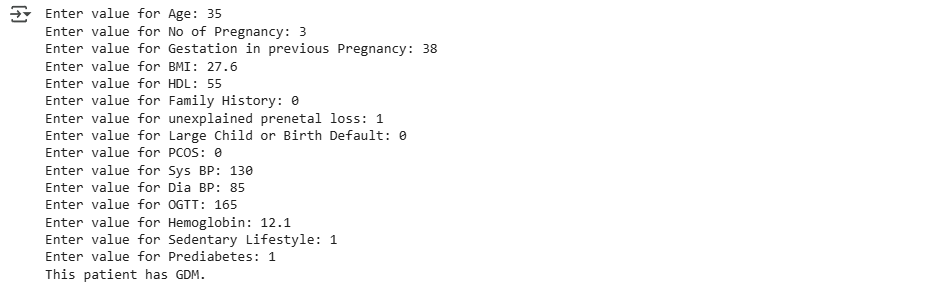 Enter value for Age: 35
Enter value for No of Pregnancy: 3
Enter value for Gestation in previous Pregnancy: 38
Enter value for BMI: 27.6
Enter value for HDL: 55
Enter value for Family History: 0
Enter value for unexplained prenetal loss: 1
Enter value for Large Child or Birth Default: 0
Enter value for PCOS: 0
Enter value for Sys BP: 130
Enter value for Dia BP: 85
Enter value for OGTT: 165
Enter value for Hemoglobin: 12.1
Enter value for Sedentary Lifestyle: 1
Enter value for Prediabetes: 1
This patient has GDM.